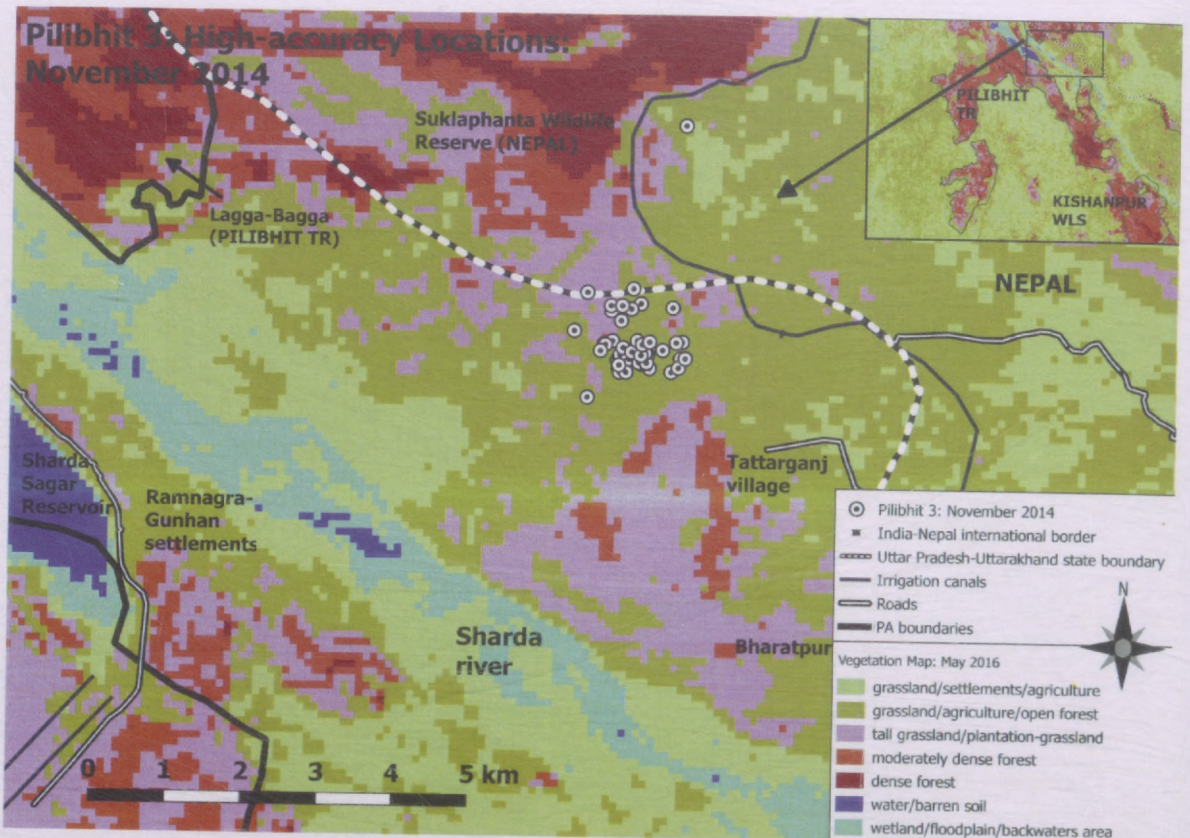 Pilibhit 3: High-accuracy Locations:
November 2014
Suklaphanta Wildlife
Reserve (NEPAL)
PILIBHIT
TR
KISHANPUR
WLS
Lagga-Bagga
(PILIBHIT TR)
NEPAL
Sharda
Sagar
Reservoir
Ramnagra-
Gunhan
settlements
Tattarganj
village
Sharda
river
Bharatpur
0 1 2 3 4 5 km
Pilibhit 3: November 2014
India-Nepal international border
Uttar Pradesh-Uttarakhand state boundary
Irrigation canals
Roads
PA boundaries
N
Vegetation Map: May 2016
grassland/settlements/agriculture
grassland/agriculture/open forest
tall grassland/plantation-grassland
moderately dense forest
dense forest
water/barren soil
wetland/floodplain/backwaters area